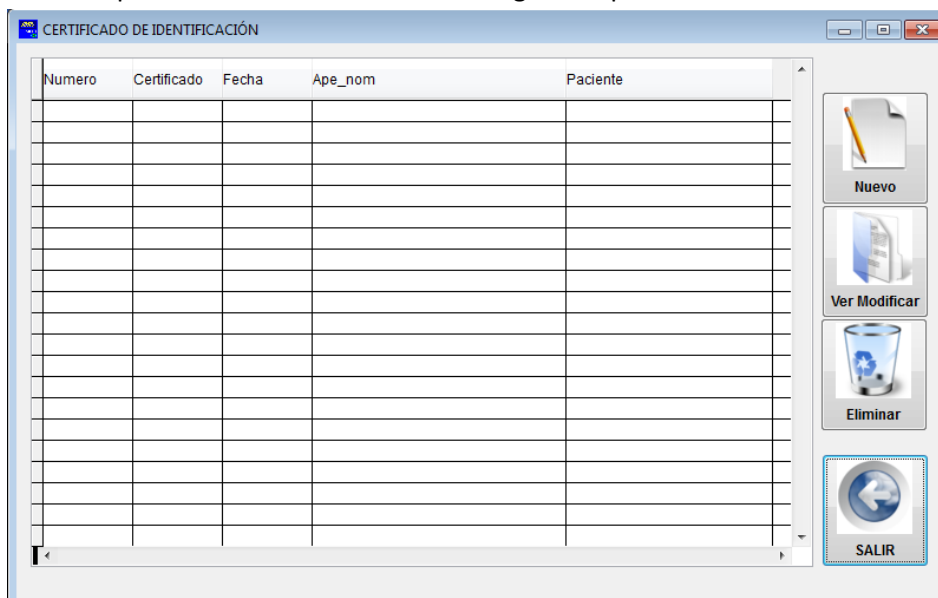 CERTIFICADO DE IDENTIFICACIÓN
Numero Certificado Fecha Ape_nom Paciente
Nuevo
Ver Modificar
Eliminar
SALIR